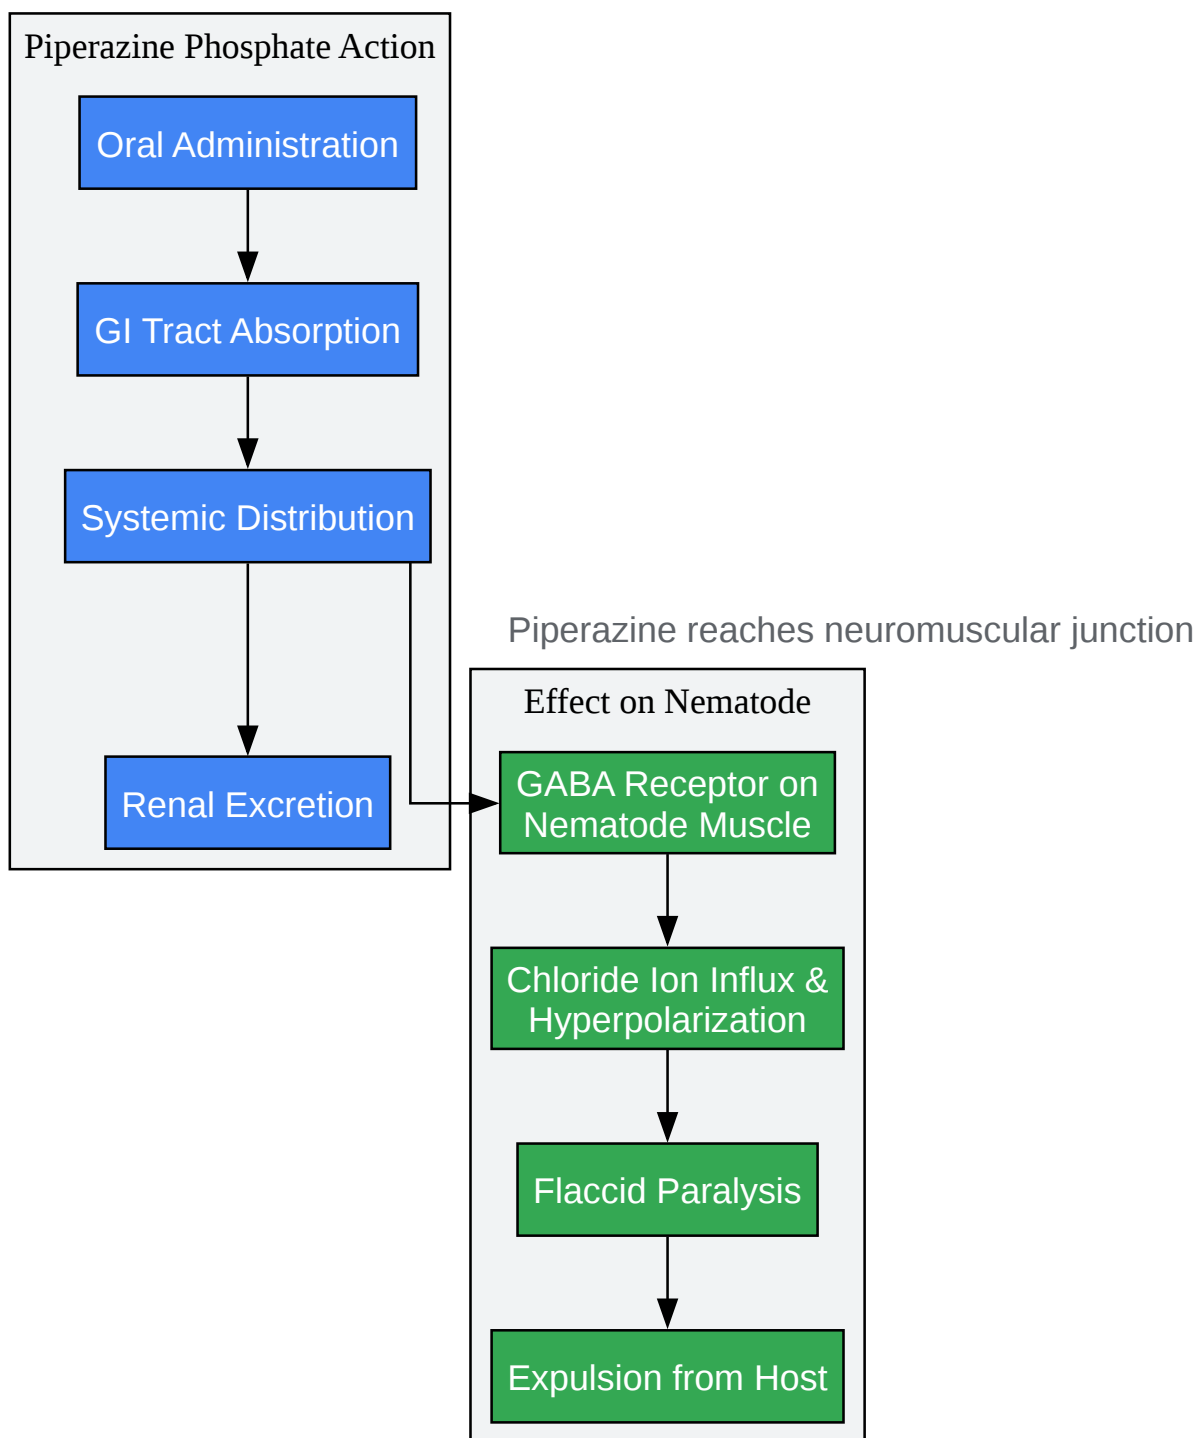 Piperazine Phosphate Action
Oral Administration
GI Tract Absorption
Systemic Distribution
Renal Excretion
Piperazine reaches neuromuscular junction
Effect on Nematode
GABA Receptor on
Nematode Muscle
Chloride Ion Influx &
Hyperpolarization
Flaccid Paralysis
Expulsion from Host